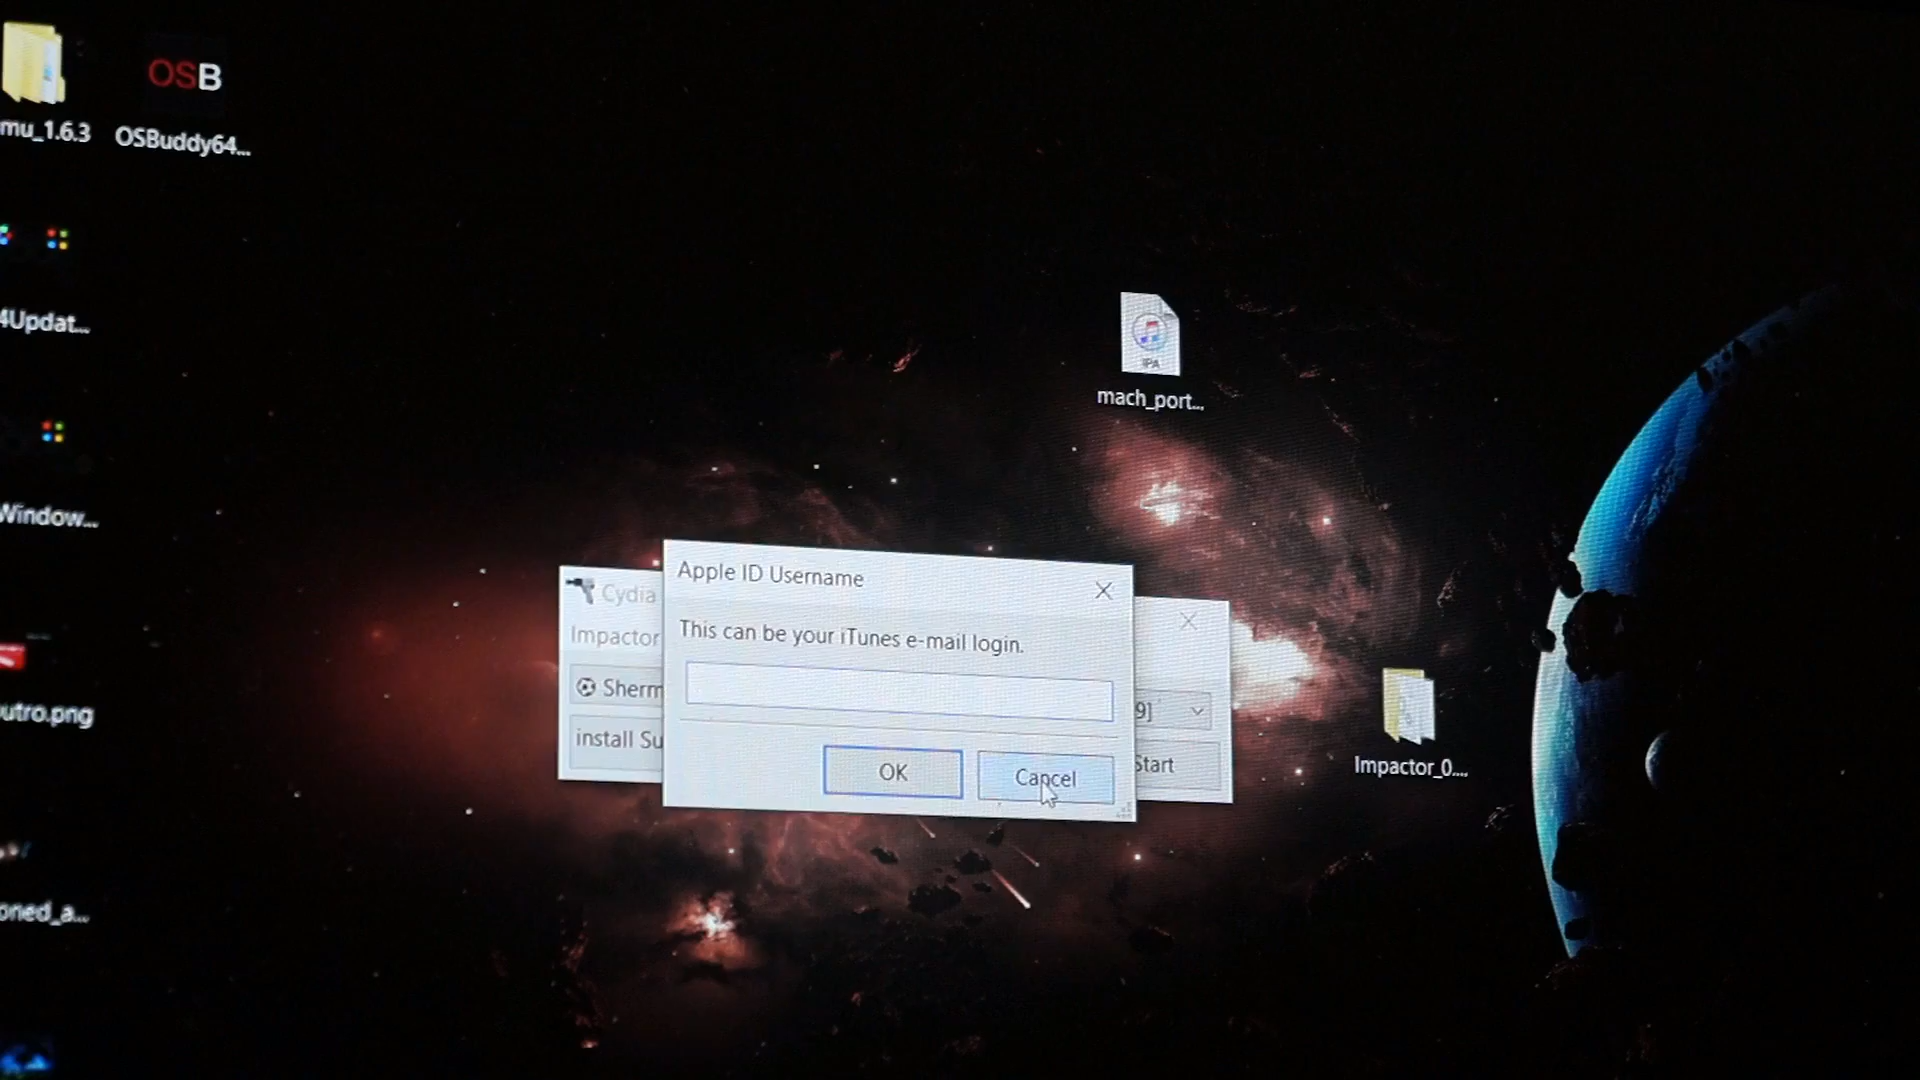 OSB
mu_1.6.3
OSBuddy64...
4Updat...
IPA
mach_port...
Window...
Apple ID Username
Cydia
This can be your iTunes e-mail login.
Impactor
Sherm
9]
utro.png
install Su
OK
Cancel
Start
Impactor_0....
oned_a...